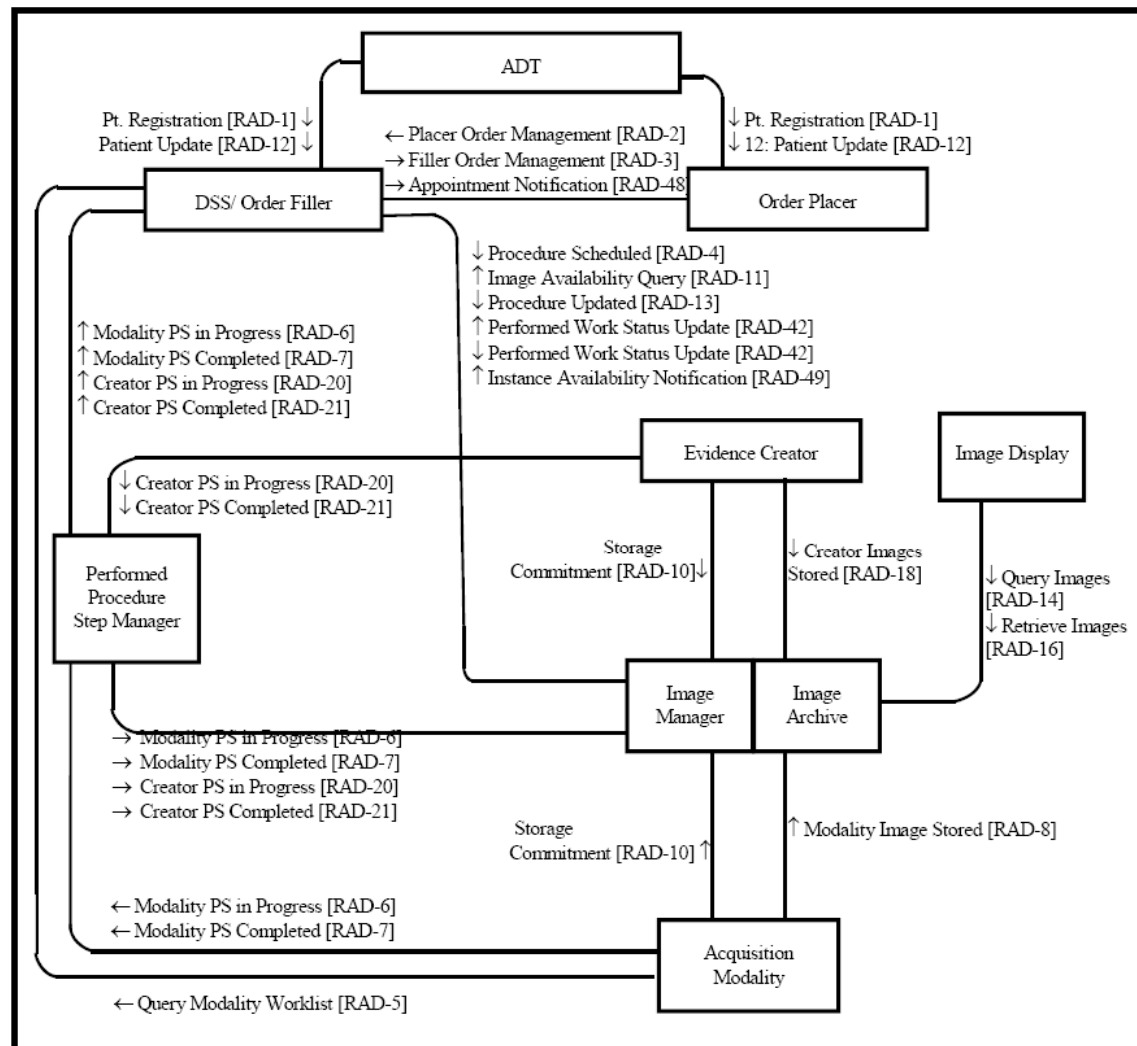 ADT
Pt. Registration [RAD-1] ↓
Patient Update [RAD-12] ↓
← Placer Order Management [RAD-2]
→ Filler Order Management [RAD-3]
→ Appointment Notification [RAD-48]
↓ Pt. Registration [RAD-1]
↓ 12: Patient Update [RAD-12]
DSS/ Order Filler
Order Placer
↓ Procedure Scheduled [RAD-4]
↑ Image Availability Query [RAD-11]
↓ Procedure Updated [RAD-13]
↑ Performed Work Status Update [RAD-42]
↓ Performed Work Status Update [RAD-42]
↑ Instance Availability Notification [RAD-49]
↑ Modality PS in Progress [RAD-6]
↑ Modality PS Completed [RAD-7]
↑ Creator PS in Progress [RAD-20]
↑ Creator PS Completed [RAD-21]
Evidence Creator
Image Display
↓ Creator PS in Progress [RAD-20]
↓ Creator PS Completed [RAD-21]
Storage
Commitment [RAD-10]↓
↓ Creator Images
Stored [RAD-18]
↓ Query Images
[RAD-14]
↓ Retrieve Images
[RAD-16]
Performed
Procedure
Step Manager
Image
Manager
Image
Archive
→ Modality PS in Progress [RAD-6]
→ Modality PS Completed [RAD-7]
→ Creator PS in Progress [RAD-20]
→ Creator PS Completed [RAD-21]
Storage
Commitment [RAD-10] ↑
↑ Modality Image Stored [RAD-8]
← Modality PS in Progress [RAD-6]
← Modality PS Completed [RAD-7]
Acquisition
Modality
← Query Modality Worklist [RAD-5]